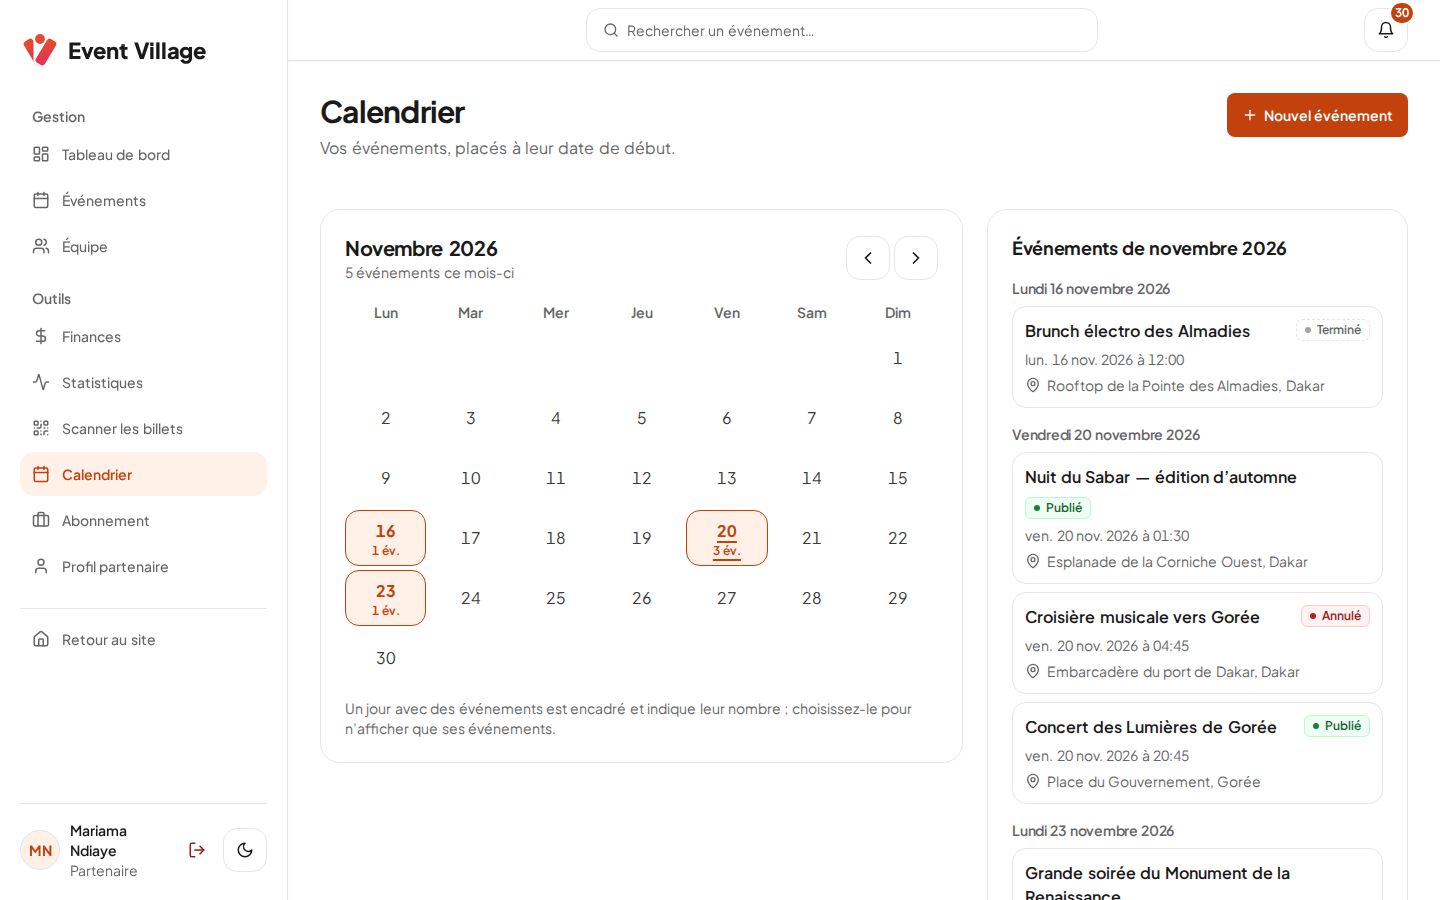 Event Village
Gestion
Tableau de bord
Événements
Équipe
Outils
Finances
Statistiques
Scanner les billets
Calendrier
Abonnement
Profil partenaire
Retour au site
MN
Mariama
Ndiaye
Partenaire
Rechercher un événement…
30
Calendrier
Vos événements, placés à leur date de début.
Nouvel événement
Novembre 2026
5 événements ce mois-ci
Lun Mar Mer Jeu Ven Sam Dim
1
2 3 4 5 6 7 8
9 10 11 12 13 14 15
16 17 18 19 20 21 22
1 év. 3 év.
23 24 25 26 27 28 29
1 év.
30
Un jour avec des événements est encadré et indique leur nombre ; choisissez-le pour
n’afficher que ses événements.
Événements de novembre 2026
Lundi 16 novembre 2026
Brunch électro des Almadies Terminé
lun. 16 nov. 2026 à 12:00
Rooftop de la Pointe des Almadies, Dakar
Vendredi 20 novembre 2026
Nuit du Sabar — édition d’automne
Publié
ven. 20 nov. 2026 à 01:30
Esplanade de la Corniche Ouest, Dakar
Croisière musicale vers Gorée Annulé
ven. 20 nov. 2026 à 04:45
Embarcadère du port de Dakar, Dakar
Concert des Lumières de Gorée Publié
ven. 20 nov. 2026 à 20:45
Place du Gouvernement, Gorée
Lundi 23 novembre 2026
Grande soirée du Monument de la
Renaissance